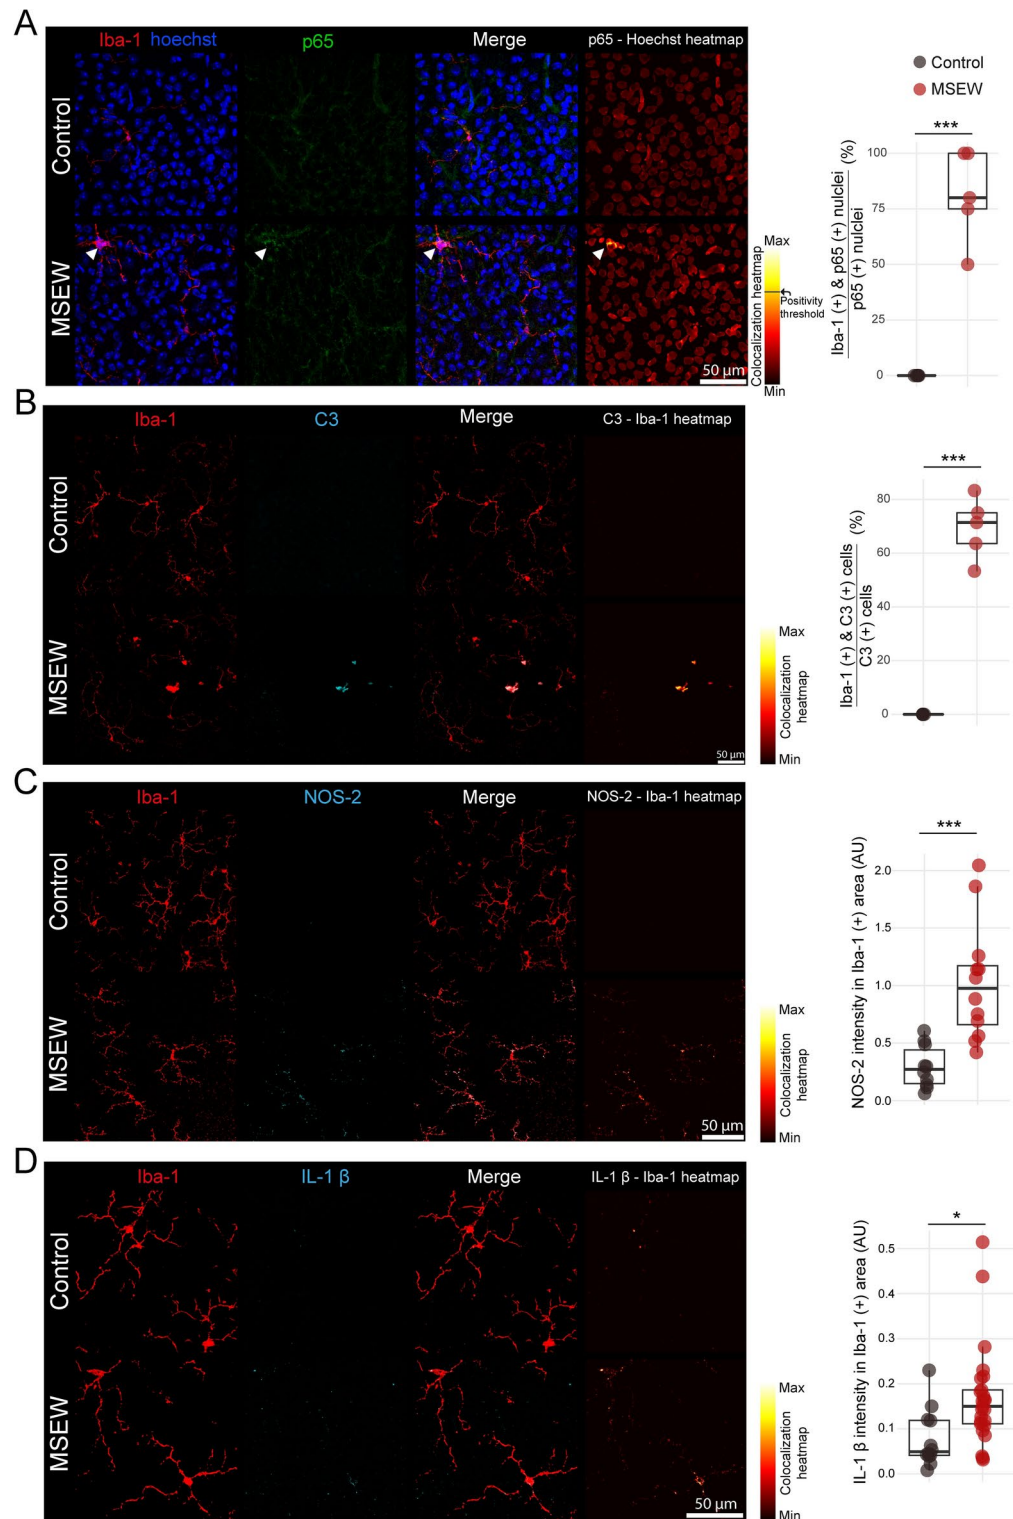 A
Iba-1 hoechst
p65
Merge
p65 - Hoechst heatmap
Control
MSEW
50 µm
Colocalization heatmap
Max
Positivity
threshold
Min
Control
MSEW
***
Iba-1 (+) & p65 (+) nulclei
p65 (+) nuclei
(%)
100
75
50
25
0
B
Iba-1
C3
Merge
C3 - Iba-1 heatmap
Control
MSEW
50 µm
Max
Colocalization
heatmap
Min
***
Iba-1 (+) & C3 (+) cells
C3 (+) cells
(%)
80
60
40
20
0
C
Iba-1
NOS-2
Merge
NOS-2 - Iba-1 heatmap
Control
MSEW
50 µm
Max
Colocalization
heatmap
Min
***
NOS-2 intensity in Iba-1 (+) area (AU)
2.0
1.5
1.0
0.5
0.0
D
Iba-1
IL-1 β
Merge
IL-1 β - Iba-1 heatmap
Control
MSEW
50 µm
Max
Colocalization
heatmap
Min
*
IL-1 β intensity in Iba-1 (+) area (AU)
0.5
0.4
0.3
0.2
0.1
0.0